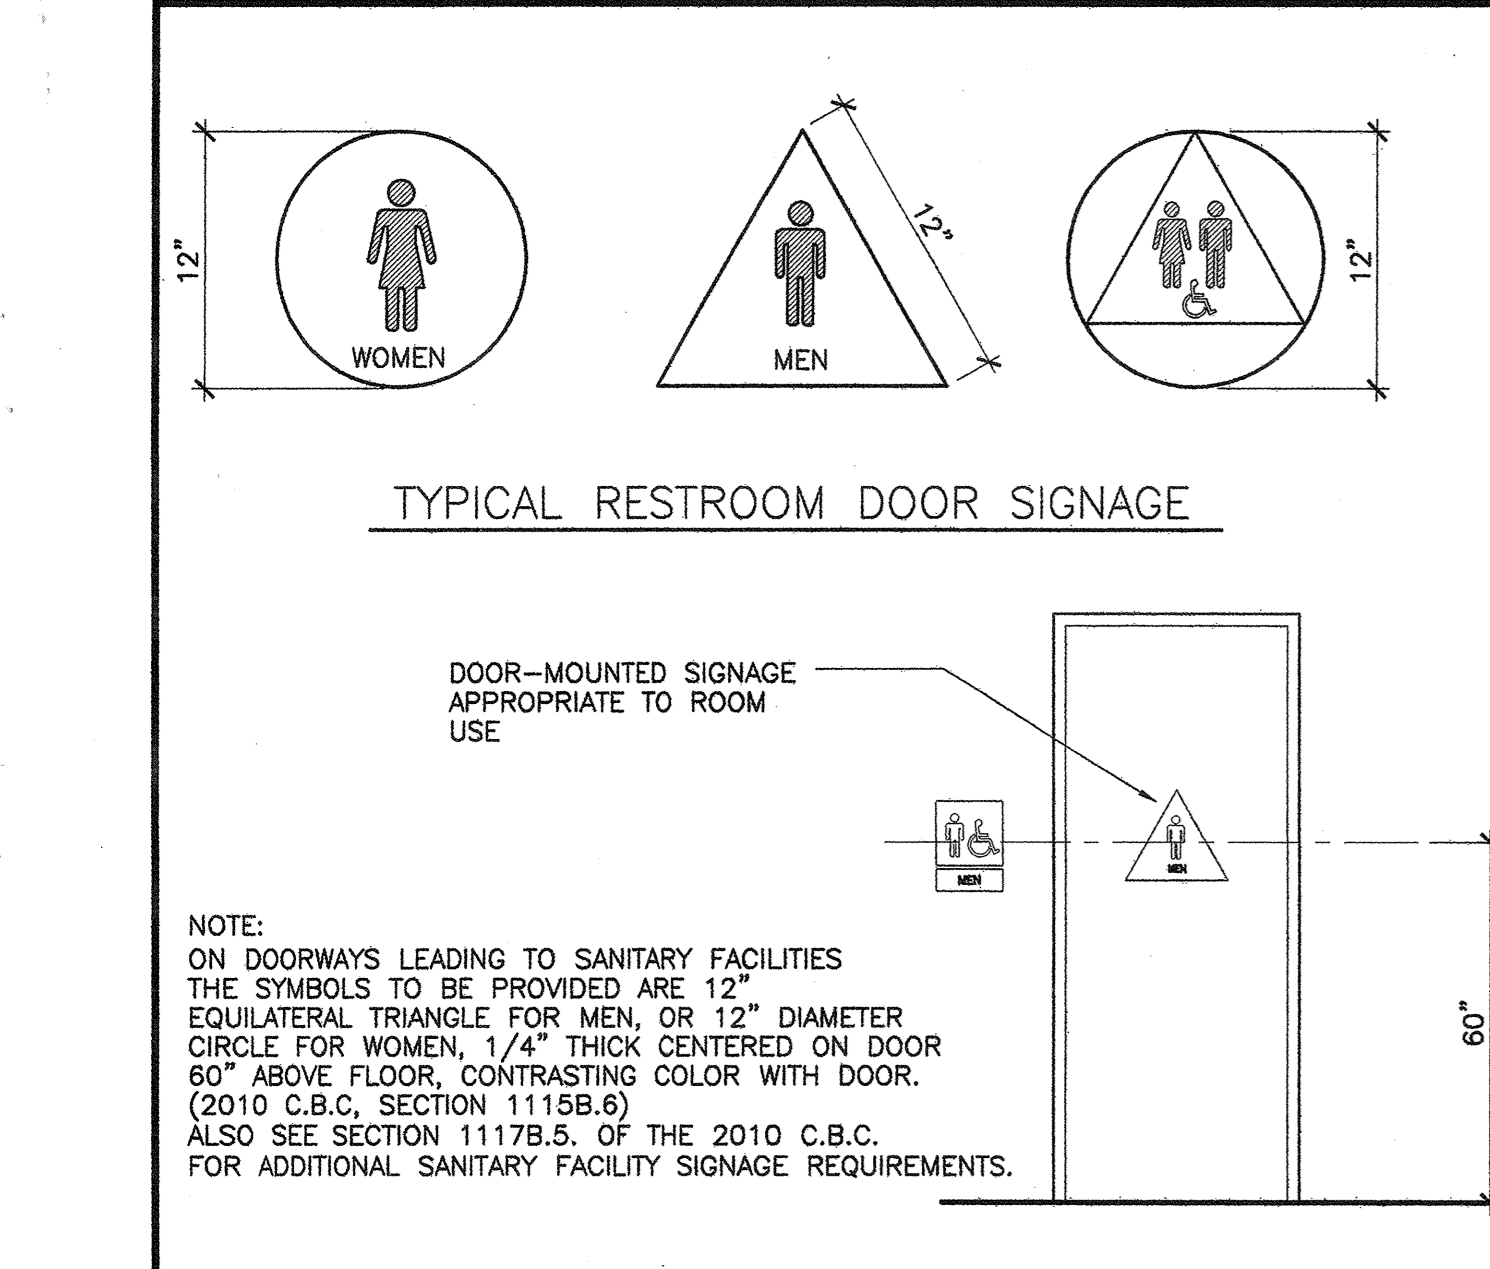 12"
WOMEN
12"
MEN
12"
TYPICAL RESTROOM DOOR SIGNAGE
DOOR-MOUNTED SIGNAGE
APPROPRIATE TO ROOM
USE
MEN
MEN
60"
NOTE:
ON DOORWAYS LEADING TO SANITARY FACILITIES
THE SYMBOLS TO BE PROVIDED ARE 12"
EQUILATERAL TRIANGLE FOR MEN, OR 12" DIAMETER
CIRCLE FOR WOMEN, 1/4" THICK CENTERED ON DOOR
60" ABOVE FLOOR, CONTRASTING COLOR WITH DOOR.
(2010 C.B.C, SECTION 1115B.6)
ALSO SEE SECTION 1117B.5. OF THE 2010 C.B.C.
FOR ADDITIONAL SANITARY FACILITY SIGNAGE REQUIREMENTS.